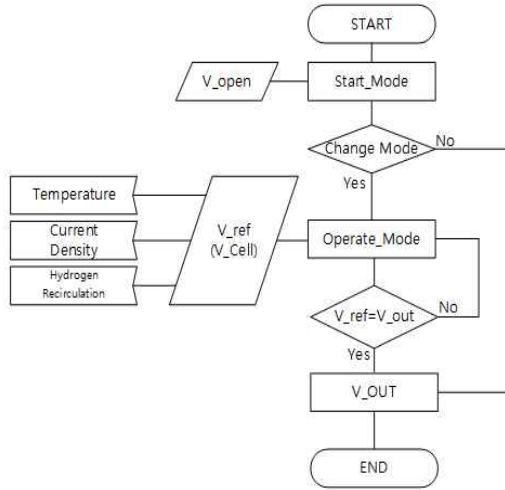 START
V_open
Start_Mode
Change Mode
No
Yes
Temperature
Current
Density
Hydrogen
Recirculation
V_ref
(V_Cell)
Operate_Mode
V_ref=V_out
No
Yes
V_OUT
END